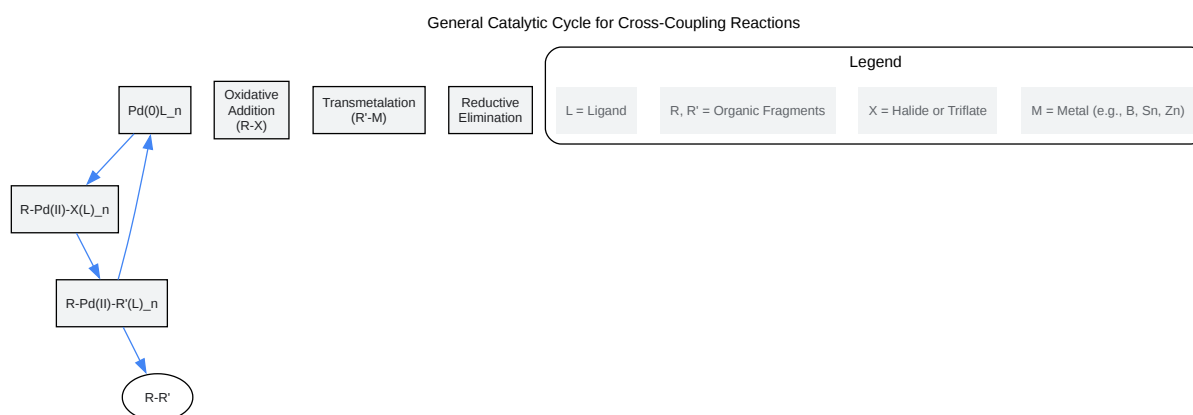 General Catalytic Cycle for Cross-Coupling Reactions
Legend
Pd(0)L_n
Oxidative
Addition
(R-X)
Transmetalation
(R'-M)
Reductive
Elimination
L = Ligand
R, R' = Organic Fragments
X = Halide or Triflate
M = Metal (e.g., B, Sn, Zn)
R-Pd(II)-X(L)_n
R-Pd(II)-R'(L)_n
R-R'